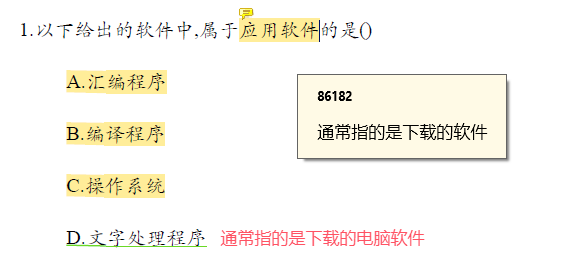 1.以下给出的软件中,属于应用软件的是()
A.汇编程序
86182
通常指的是下载的软件
B.编译程序
C.操作系统
D.文字处理程序 通常指的是下载的电脑软件